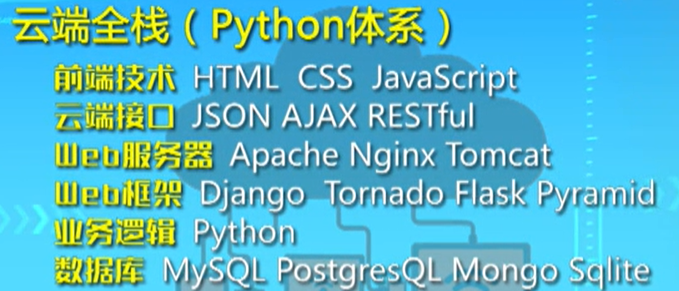 云端全栈（Python体系）
前端技术 HTML CSS JavaScript
云端接口 JSON AJAX RESTful
Web服务器 Apache Nginx Tomcat
Web框架 Django Tornado Flask Pyramid
业务逻辑 Python
数据库 MySQL PostgresQL Mongo Sqlite